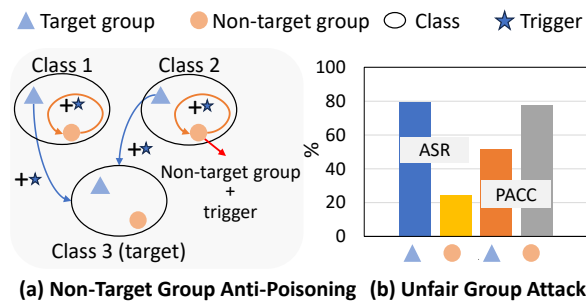 Target group Non-target group Class Trigger
Class 1 Class 2
+ +
+ +
Non-target group
+
trigger
Class 3 (target)
%
100
80
60
40
20
0
ASR
PACC
(a) Non-Target Group Anti-Poisoning (b) Unfair Group Attack